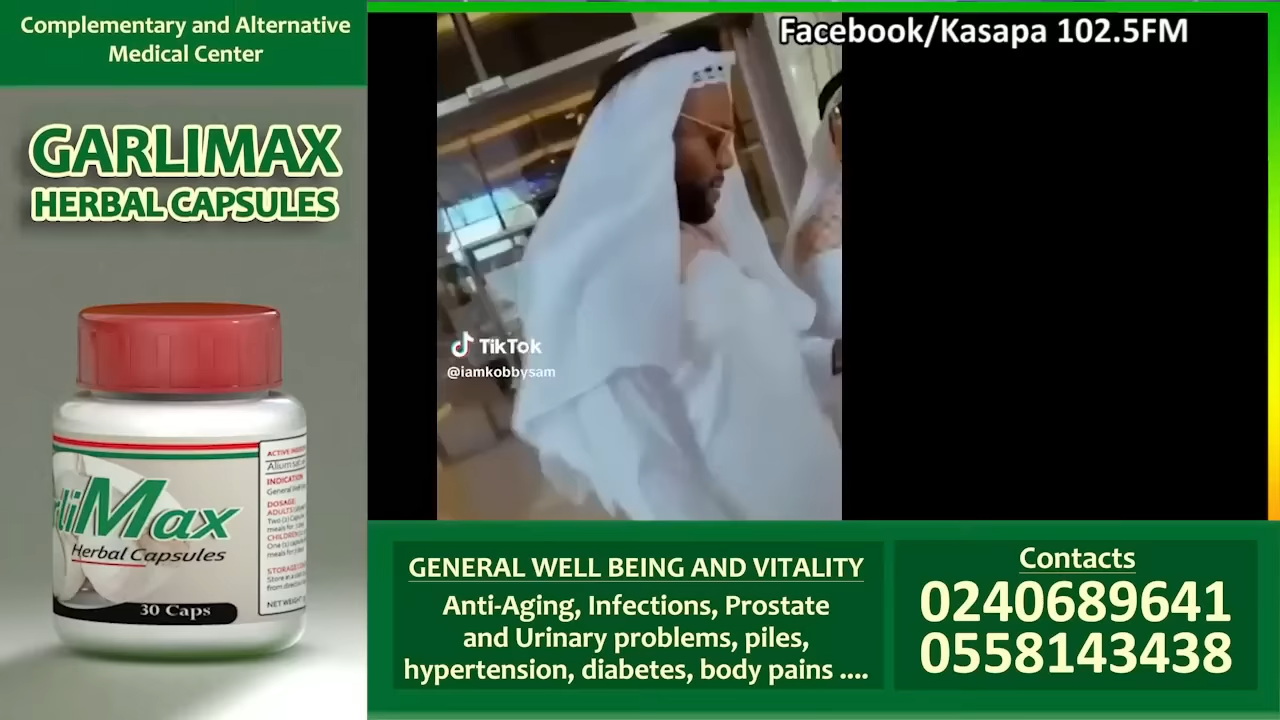 Complementary and Alternative
Medical Center
GARLIMAX
HERBAL CAPSULES
Max
Herbal Capsules
30 Caps
INDICATION
DOSAGE
Facebook/Kasapa 102.5FM
TikTok
@iamkobbysam
GENERAL WELL BEING AND VITALITY
Anti-Aging, Infections, Prostate
and Urinary problems, piles,
hypertension, diabetes, body pains ....
Contacts
0240689641
0558143438